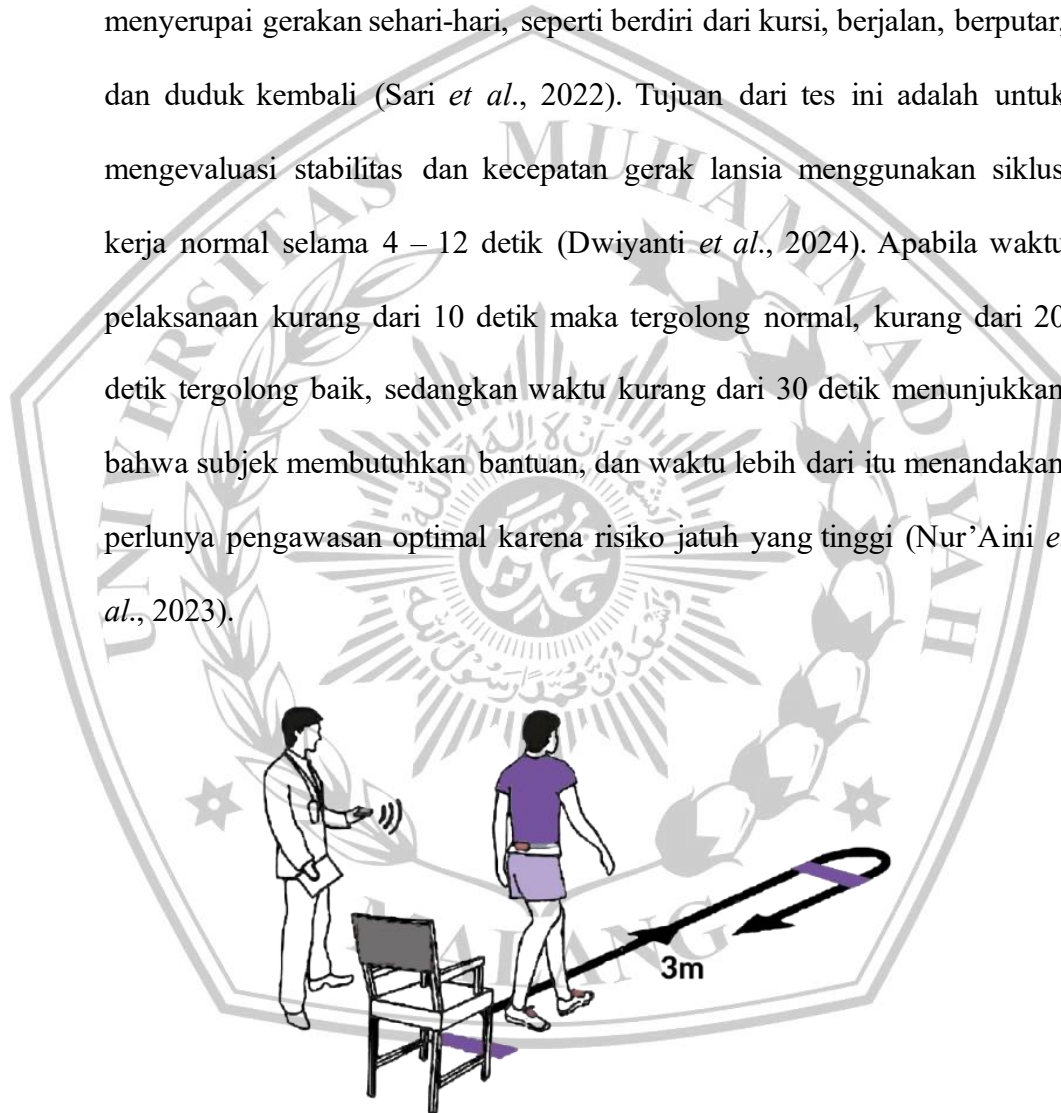 menyerupai gerakan sehari-hari, seperti berdiri dari kursi, berjalan, berputar,
dan duduk kembali (Sari et al., 2022). Tujuan dari tes ini adalah untuk
mengevaluasi stabilitas dan kecepatan gerak lansia menggunakan siklus
kerja normal selama 4 – 12 detik (Dwiyanti et al., 2024). Apabila waktu
pelaksanaan kurang dari 10 detik maka tergolong normal, kurang dari 20
detik tergolong baik, sedangkan waktu kurang dari 30 detik menunjukkan
bahwa subjek membutuhkan bantuan, dan waktu lebih dari itu menandakan
perlunya pengawasan optimal karena risiko jatuh yang tinggi (Nur’Aini e
al., 2023).
UNIVERSITAS MUHAMMADIYAH
MALANG
3m